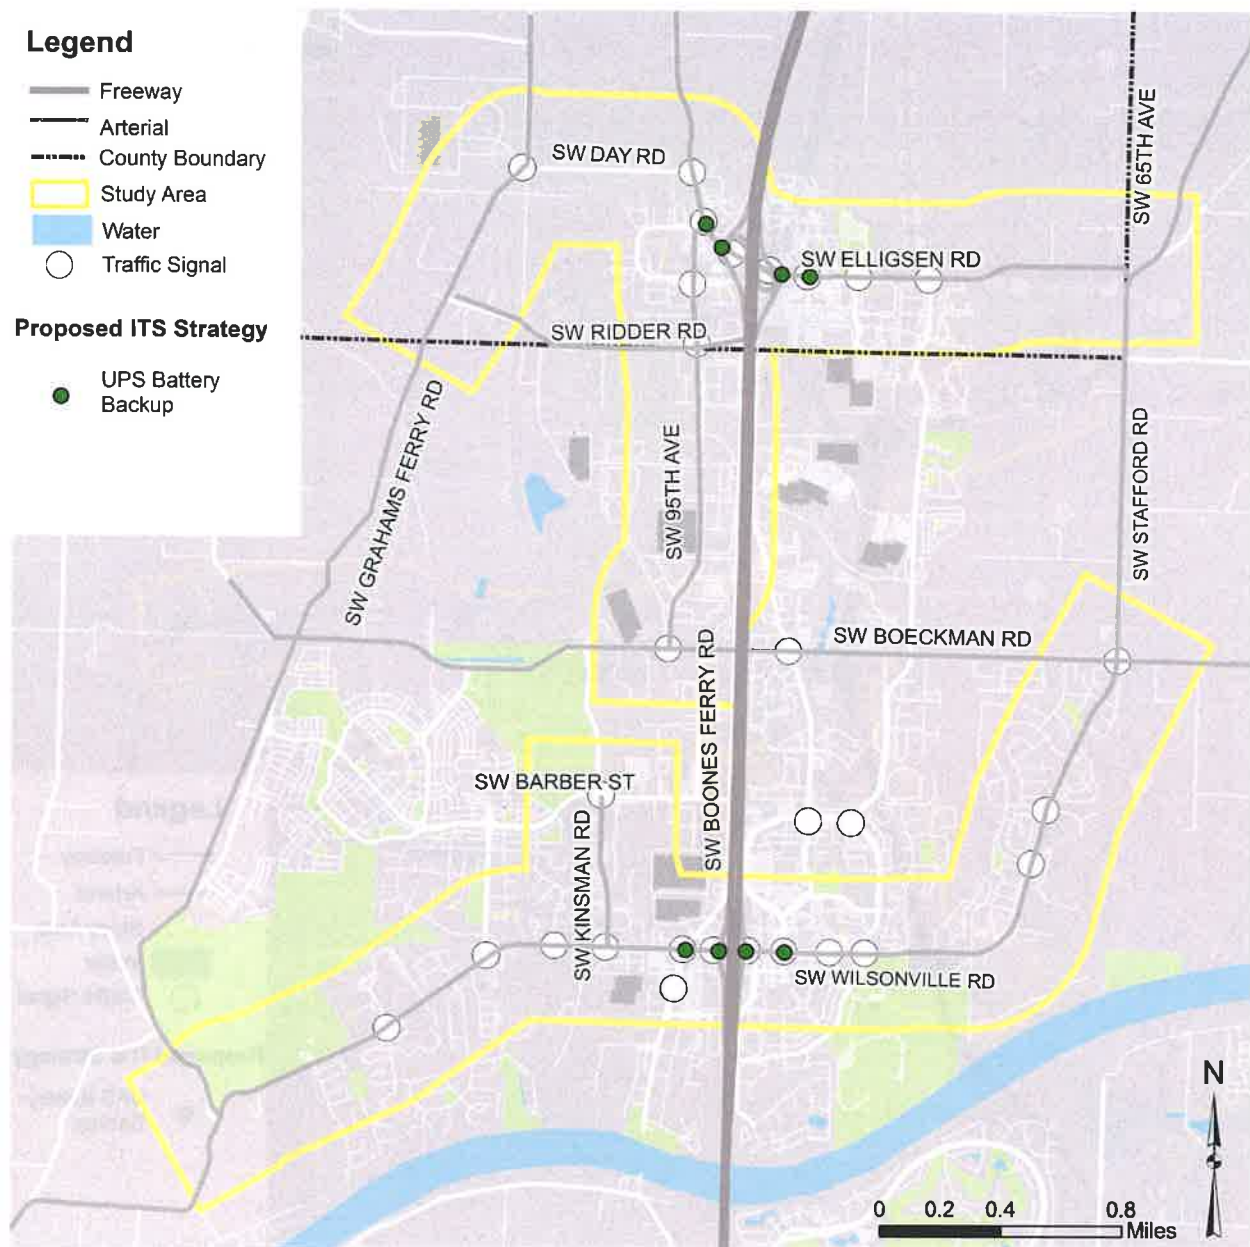 Legend
Freeway
Arterial
County Boundary
Study Area
Water
Traffic Signal
Proposed ITS Strategy
UPS Battery
Backup
SW DAY RD
SW 65TH AVE
SW ELLIGSEN RD
SW RIDDER RD
SW GRAHAMS FERRY RD
SW 95TH AVE
SW STAFFORD RD
SW BOECKMAN RD
SW BOONES FERRY RD
SW BARBER ST
SW KINSMAN RD
SW WILSONVILLE RD
N
0 0.2 0.4 0.8
Miles